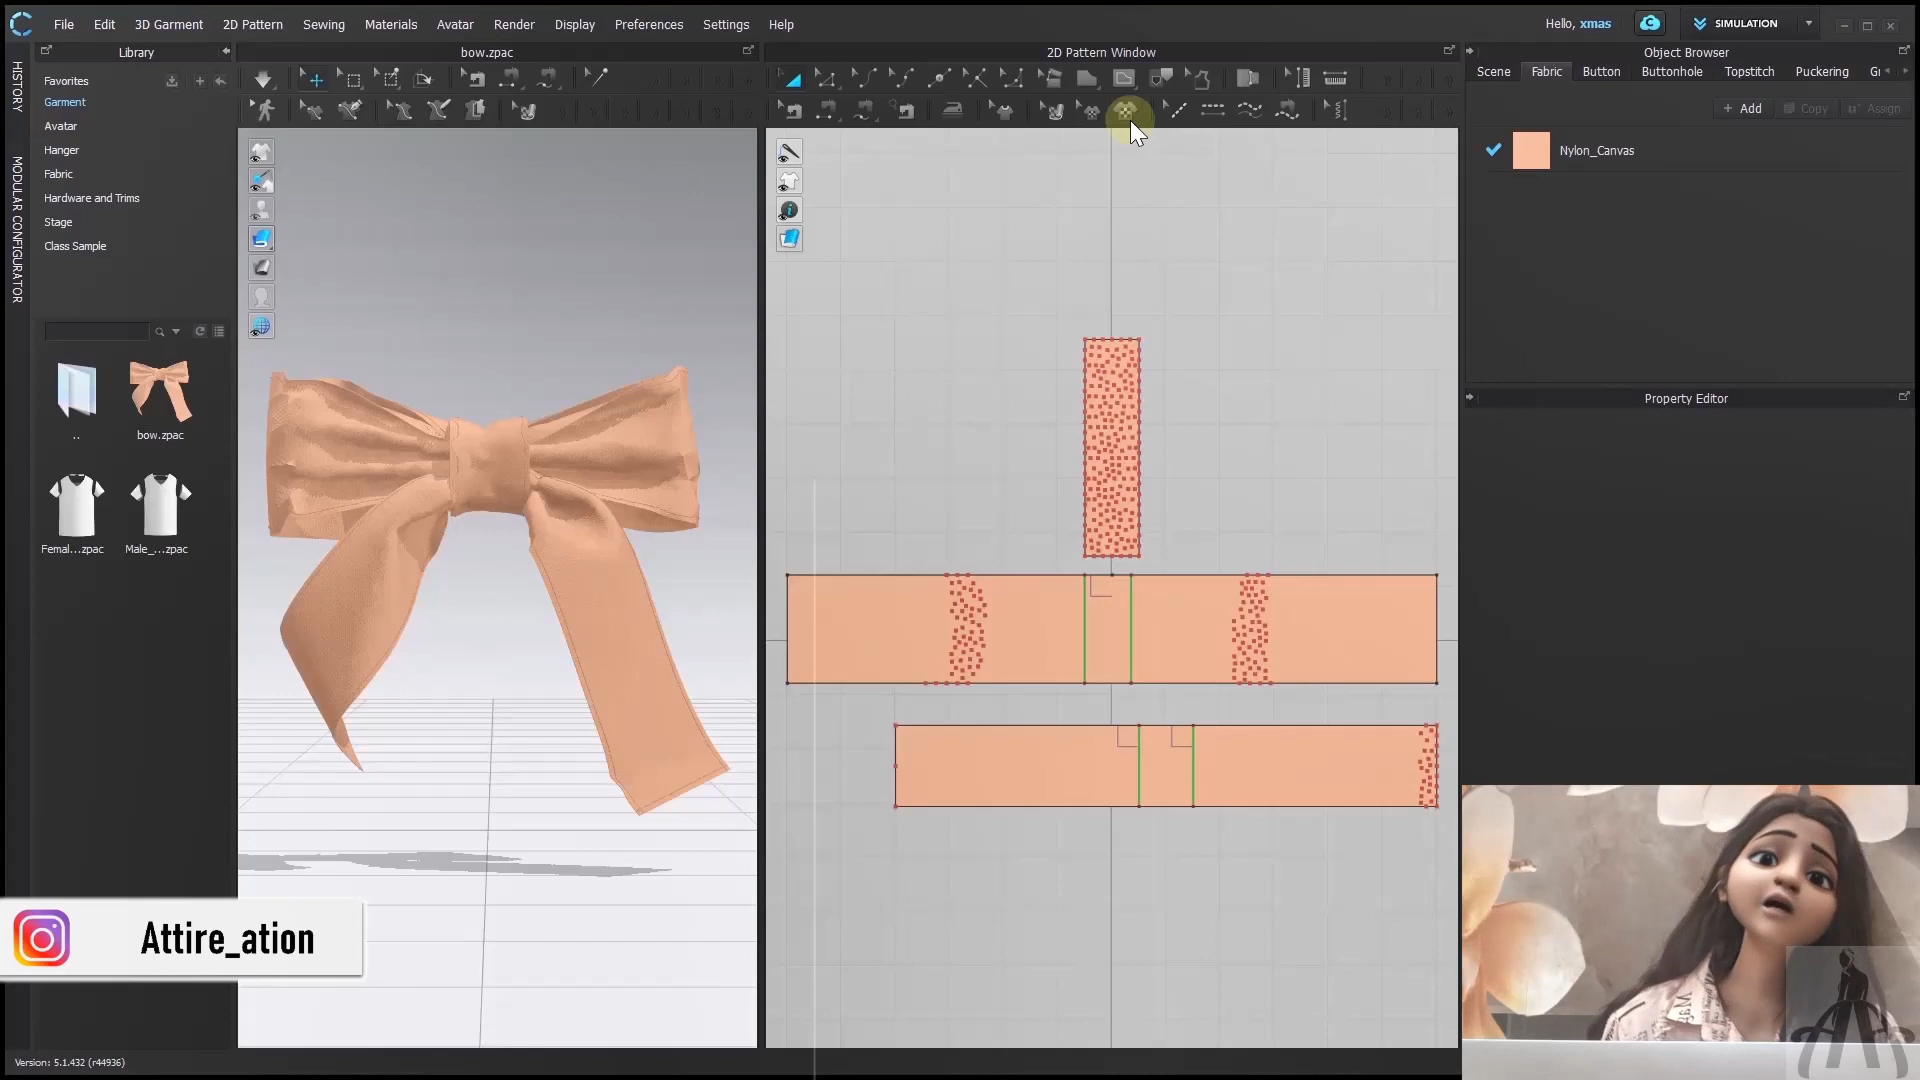 File Edit 3D Garment 2D Pattern Sewing Materials Avatar Render Display Preferences Settings Help
Hello, xmas
SIMULATION
HISTORY
MODULAR CONFIGURATOR
Library
bow.zpac
2D Pattern Window
Object Browser
Scene Fabric Button Buttonhole Topstitch Puckering
+ Add Copy Assign
Nylon_Canvas
Property Editor
Favorites
Garment
Avatar
Hanger
Fabric
Hardware and Trims
Stage
Class Sample
..
bow.zpac
Femal...zpac
Male_...zpac
Attire_ation
Version: 5.1.432 (r44936)